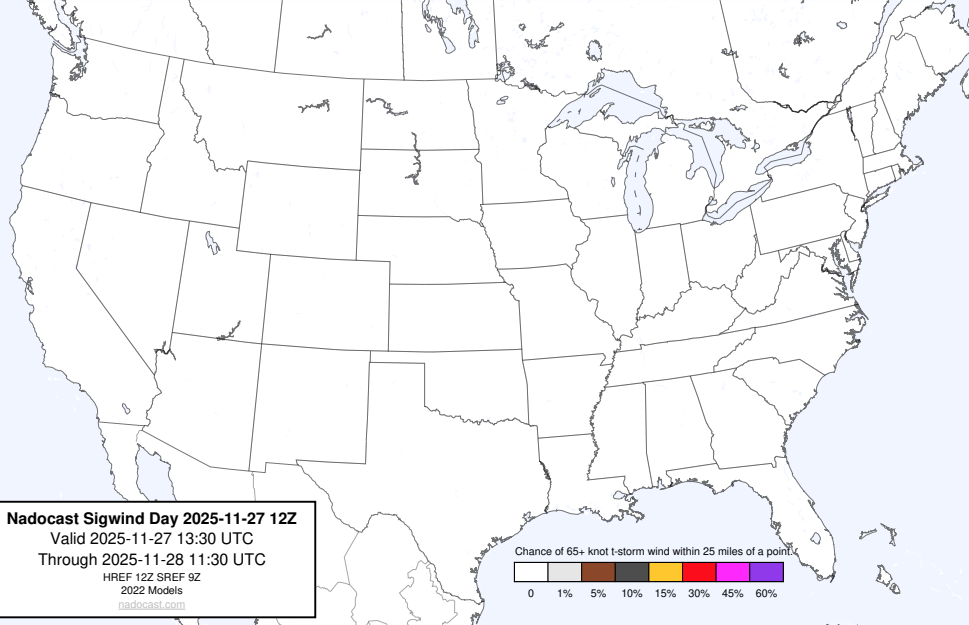 Nadocast Sigwind Day 2025-11-27 12Z
Valid 2025-11-27 13:30 UTC
Through 2025-11-28 11:30 UTC
HREF 12Z SREF 9Z
2022 Models
nadocast.com
Chance of 65+ knot t-storm wind within 25 miles of a point.
0 1% 5% 10% 15% 30% 45% 60%